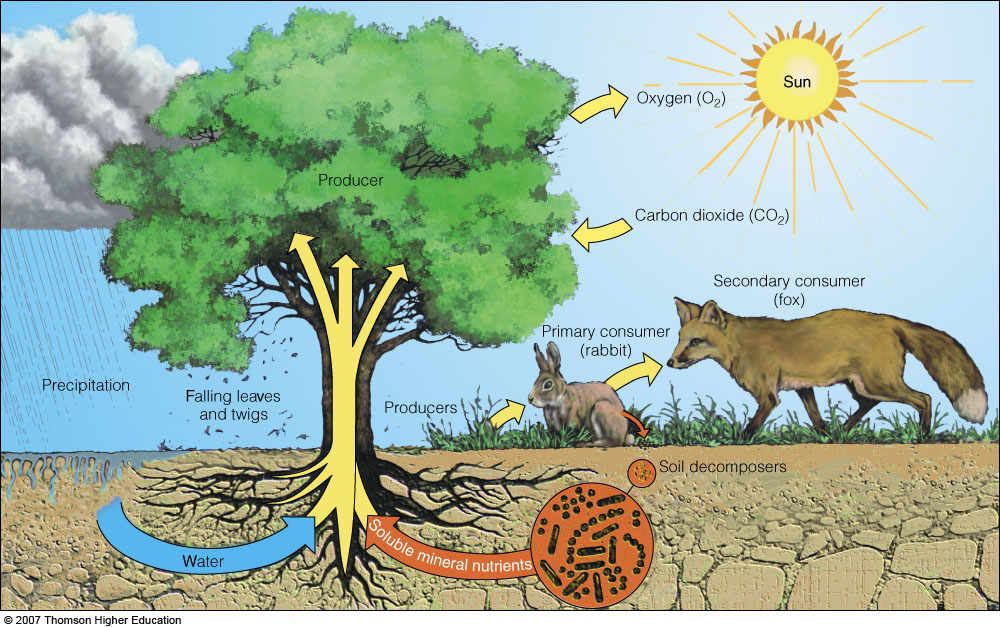 Sun
Oxygen (O₂)
Producer
Carbon dioxide (CO₂)
Secondary consumer
(fox)
Primary consumer
(rabbit)
Precipitation
Falling leaves
and twigs
Producers
Soil decomposers
Water
Soluble mineral nutrients
© 2007 Thomson Higher Education